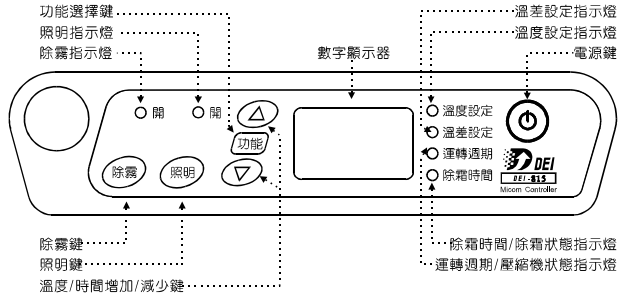 功能選擇鍵
照明指示燈
除霧指示燈
數字顯示器
溫差設定指示燈
溫度設定指示燈
電源鍵
開
開
功能
除霧
照明
溫度設定
溫差設定
運轉週期
除霜時間
DEI
DEI-815
Micom Controller
除霧鍵
照明鍵
溫度/時間增加/減少鍵
除霜時間/除霜狀態指示燈
運轉週期/壓縮機狀態指示燈